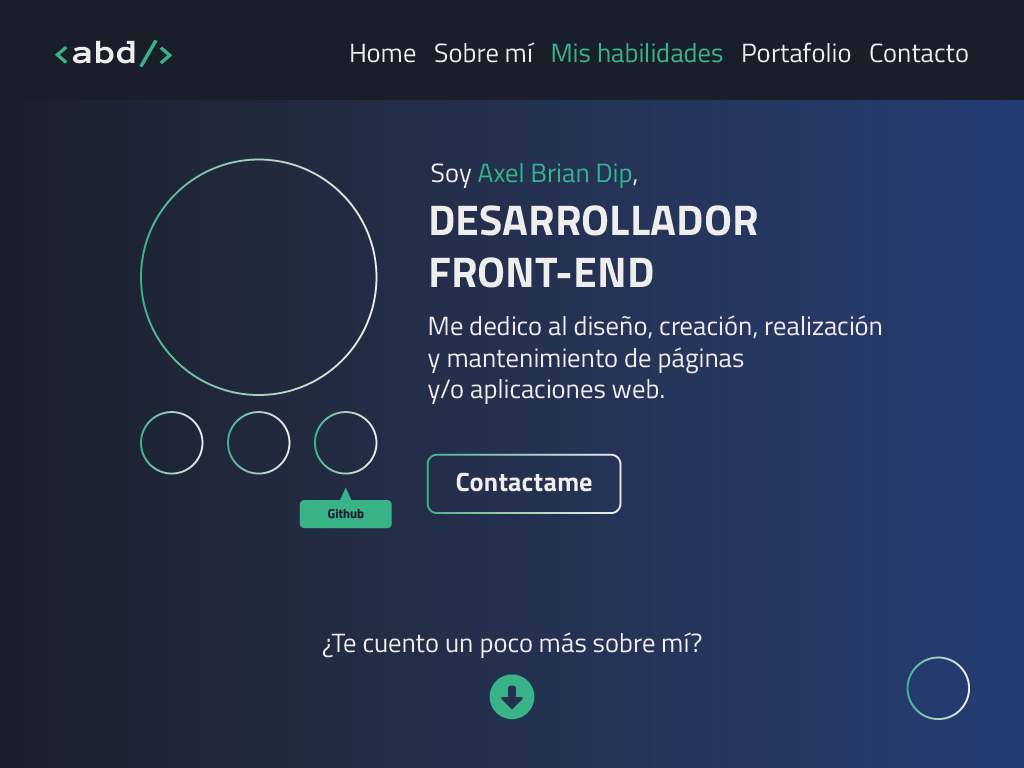 <abd/>
Home Sobre mí Mis habilidades Portafolio Contacto
Soy Axel Brian Dip,
DESARROLLADOR
FRONT-END
Me dedico al diseño, creación, realización
y mantenimiento de páginas
y/o aplicaciones web.
Contactame
Github
¿Te cuento un poco más sobre mí?